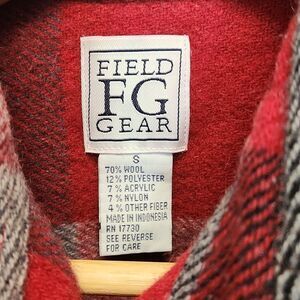 FIELD
FG
GEAR
S
70% WOOL
12% POLYESTER
7% ACRYLIC
7% NYLON
4% OTHER FIBER
MADE IN INDONESIA
RN 17730
SEE REVERSE
FOR CARE